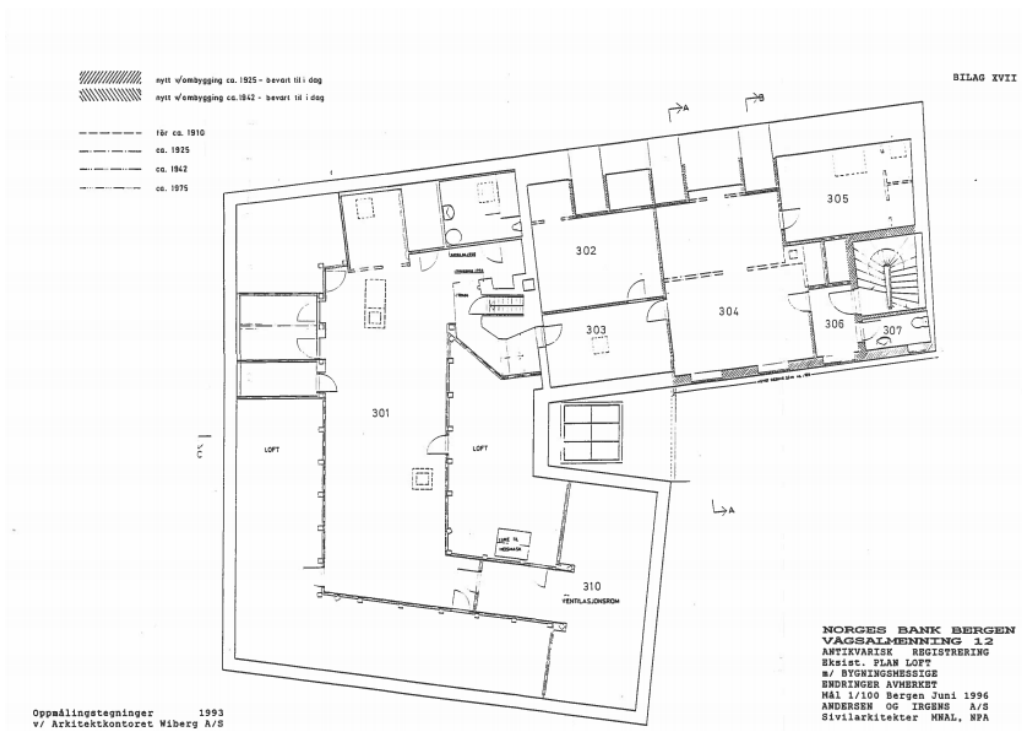 nytt v/ombygging ca. 1925 - bevart til i dag
nytt v/ombygging ca. 1942 - bevart til i dag
BILAG XVII
før ca. 1910
ca. 1925
ca. 1942
ca. 1975
A
B
305
302
304
303
306
307
301
LOFT
LOFT
C
A
LUKE TIL
310
VENTILASJONSROM
NORGES BANK BERGEN
VÅGSALMENNING 12
ANTIKVARISK REGISTRERING
Eksist. PLAN LOFT
m/ BYGNINGSMESSIGE
ENDRINGER AVMERKET
Mål 1/100 Bergen Juni 1996
ANDERSEN OG IRGENS A/S
Sivilarkitekter MNAL, NPA
Oppmålingstegninger 1993
v/ Arkitektkontoret Wiberg A/S